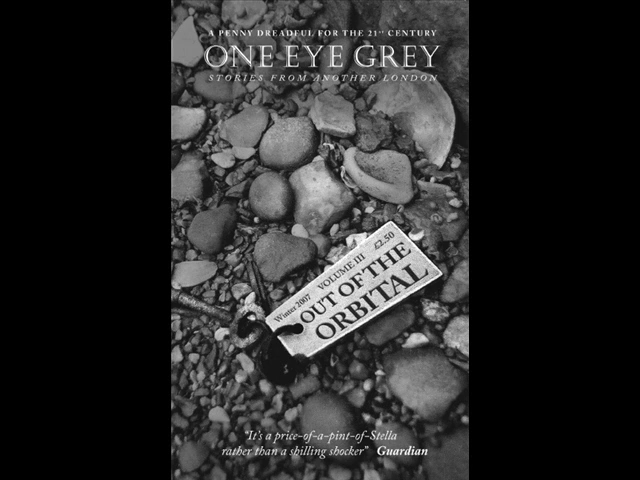 A PENNY DREADFUL FOR THE 21st CENTURY
ONE EYE GREY
STORIES FROM ANOTHER LONDON
Winter 2007 VOLUME III £2.50
OUT OF THE
ORBITAL
"It's a price-of-a-pint-of-Stella
rather than a shilling shocker" Guardian